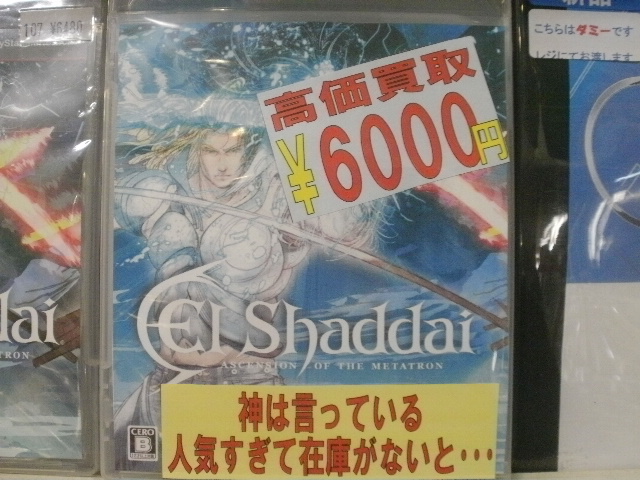 107 ¥6480
こちらはダミーです
レジにてお渡します
高価買取
¥6000円
El Shaddai
ASCENSION OF THE METATRON
CERO
B
神は言っている
人気すぎて在庫がないと・・・